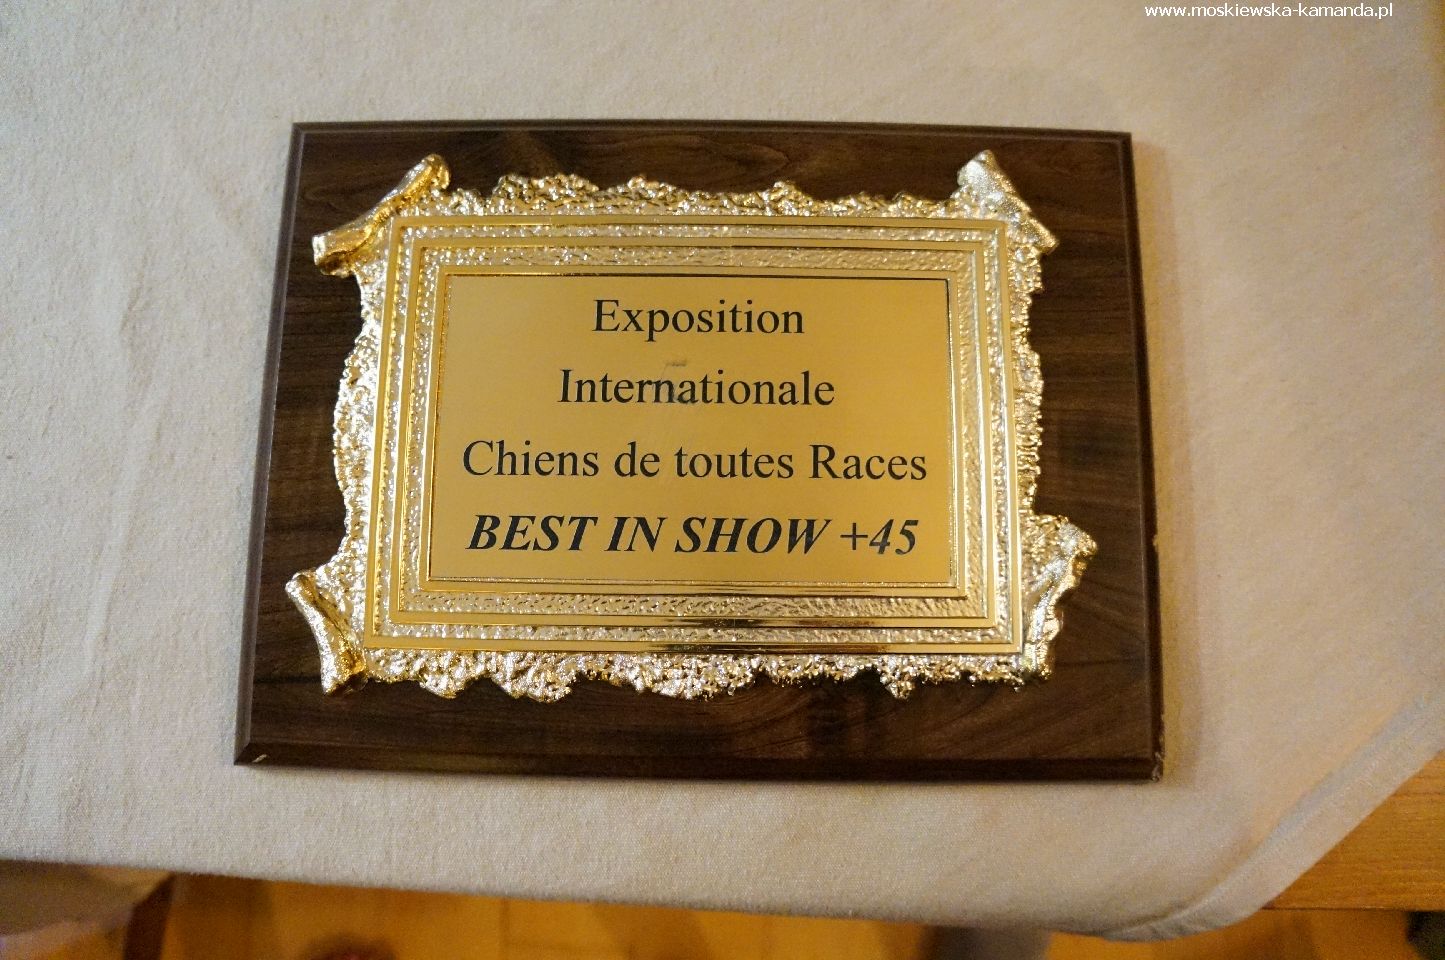 www.moskiewska-kamanda.pl
Exposition
Internationale
Chiens de toutes Races
BEST IN SHOW +45